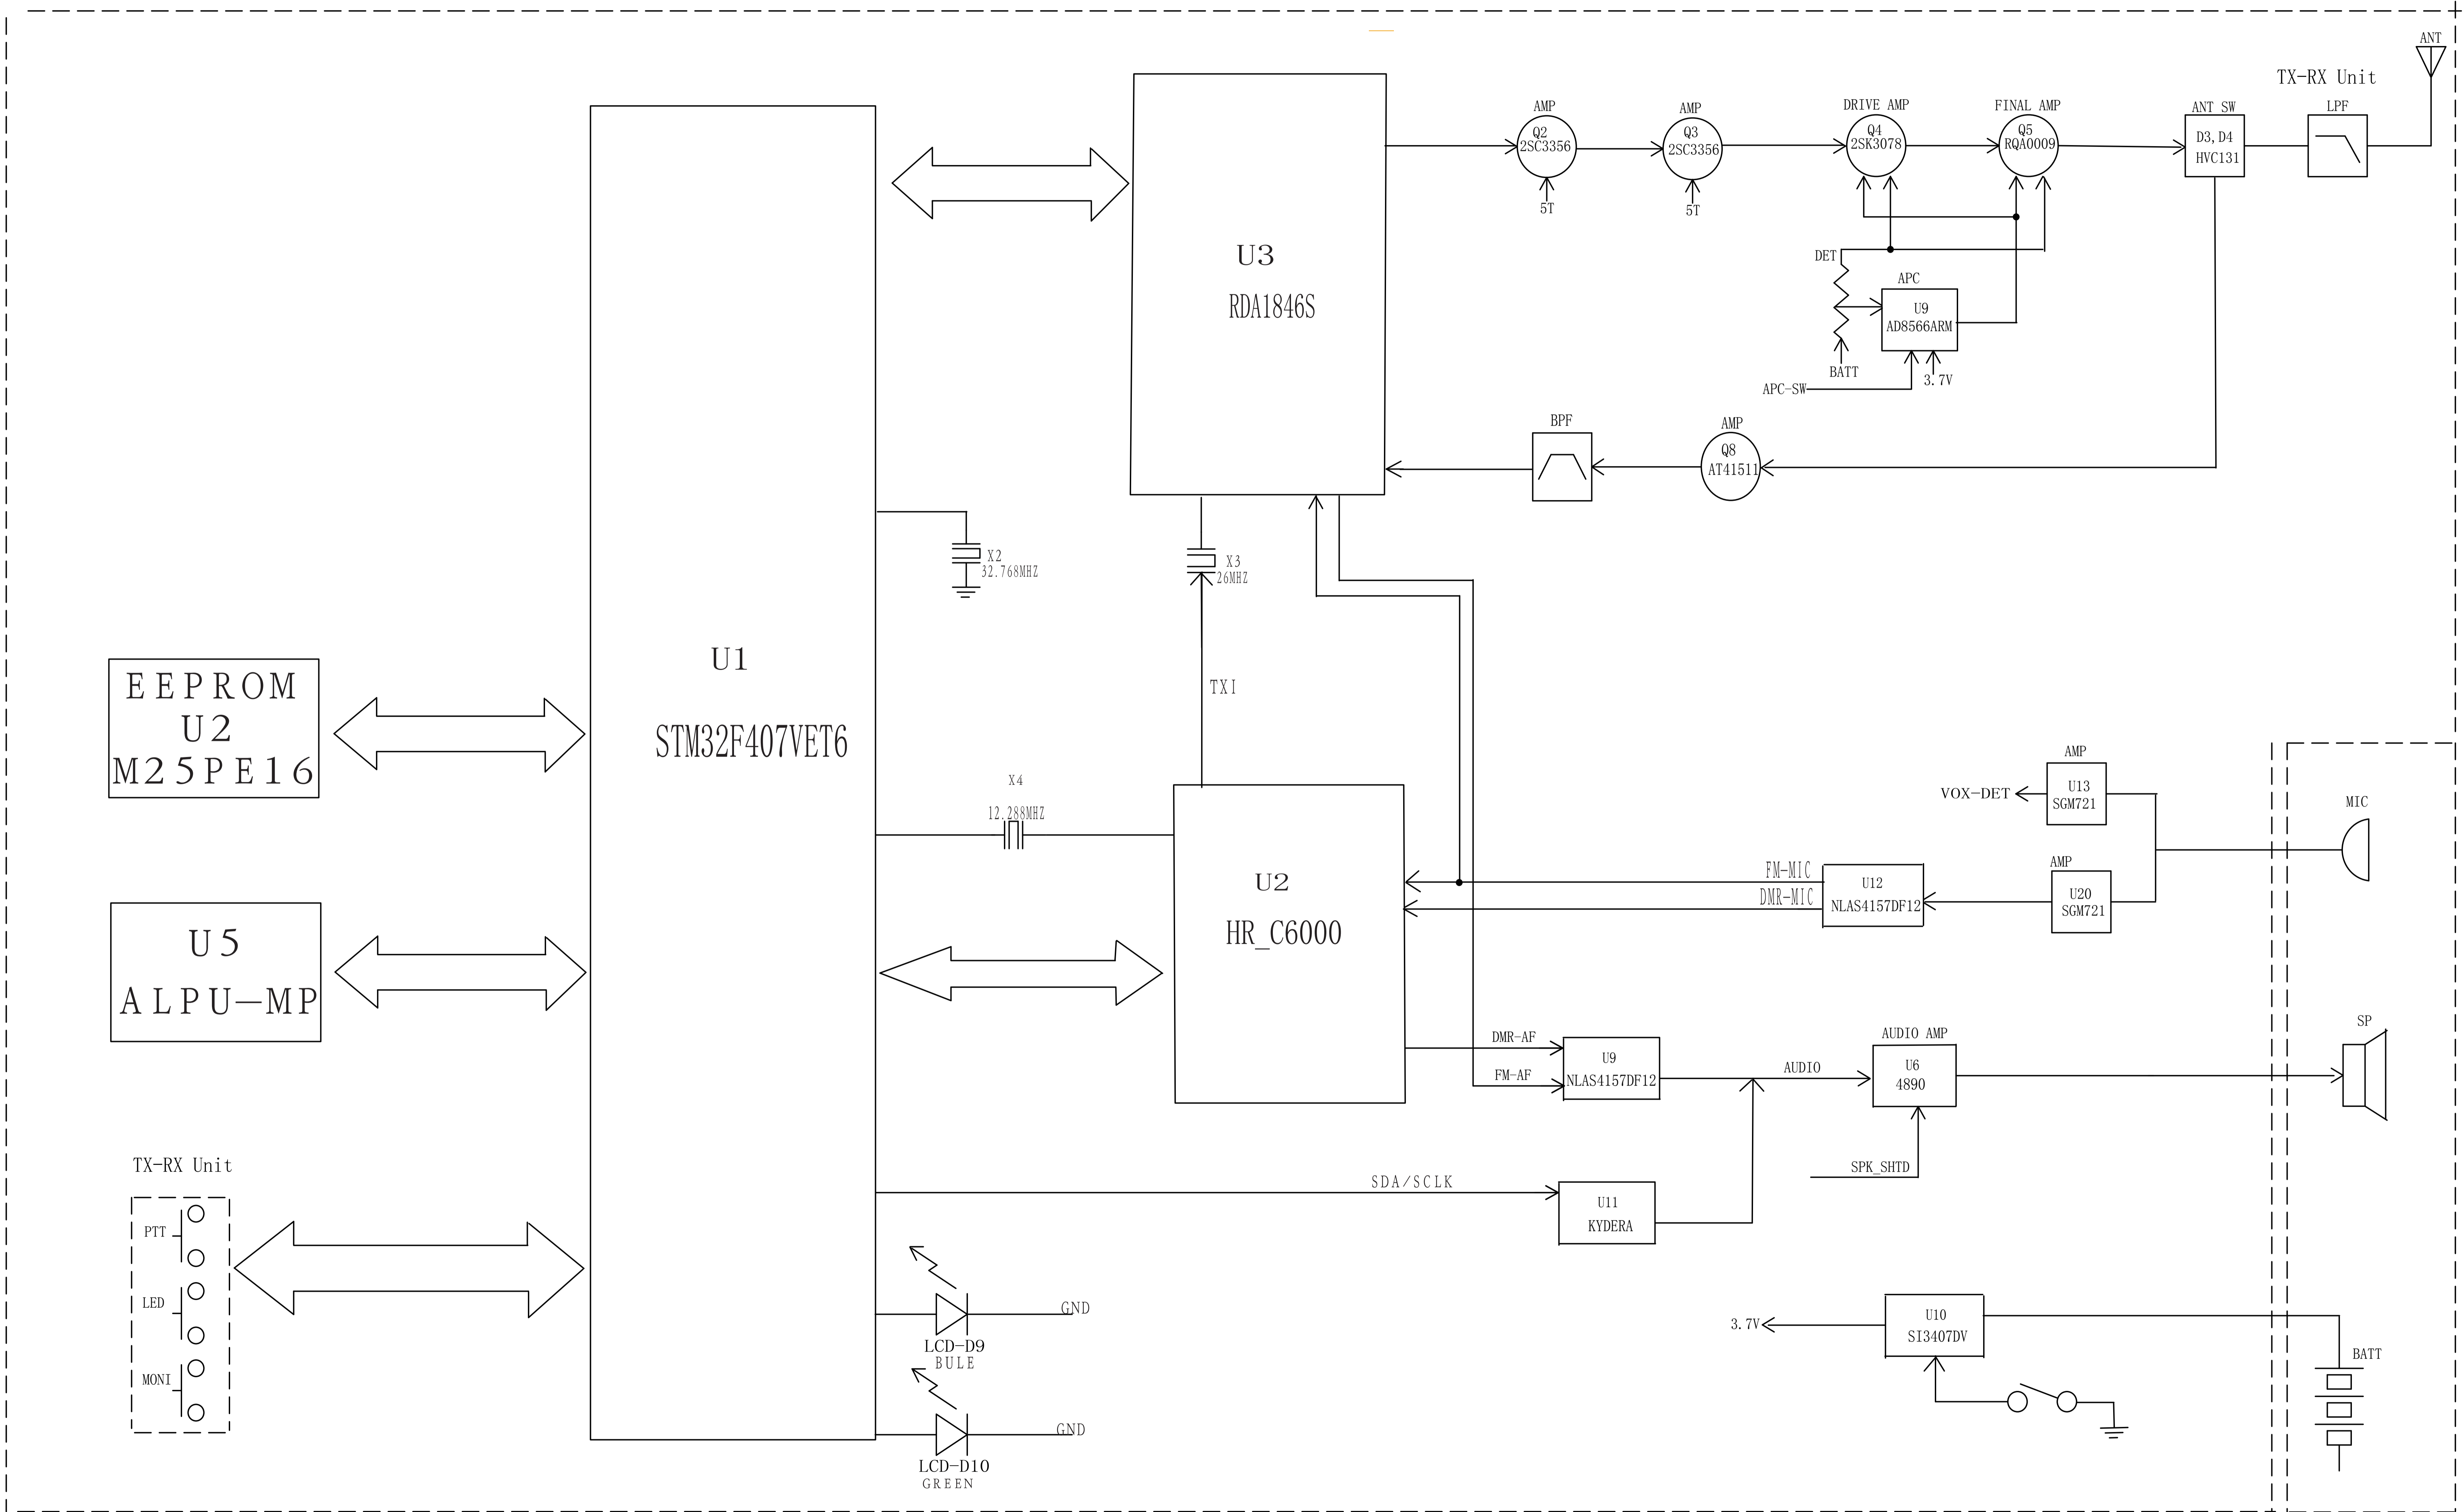 ANT
TX-RX Unit
AMP
Q2
2SC3356
5T
AMP
Q3
2SC3356
5T
DRIVE AMP
Q4
2SK3078
FINAL AMP
Q5
RQA0009
ANT SW
D3,D4
HVC131
LPF
U3
RDA1846S
DET
APC
U9
AD8566ARM
BATT
APC-SW
3.7V
BPF
AMP
Q8
AT41511
X2
32.768MHZ
X3
26MHZ
U1
STM32F407VET6
EEPROM
U2
M25PE16
TXI
X4
12.288MHZ
AMP
U13
SGM721
VOX-DET
MIC
FM-MIC
DMR-MIC
U12
NLAS4157DF12
AMP
U20
SGM721
U2
HR_C6000
U5
ALPU-MP
DMR-AF
FM-AF
U9
NLAS4157DF12
AUDIO
AUDIO AMP
U6
4890
SP
SPK_SHTD
TX-RX Unit
PTT
LED
MONI
SDA/SCLK
U11
KYDERA
GND
LCD-D9
BULE
GND
LCD-D10
GREEN
3.7V
U10
SI3407DV
BATT